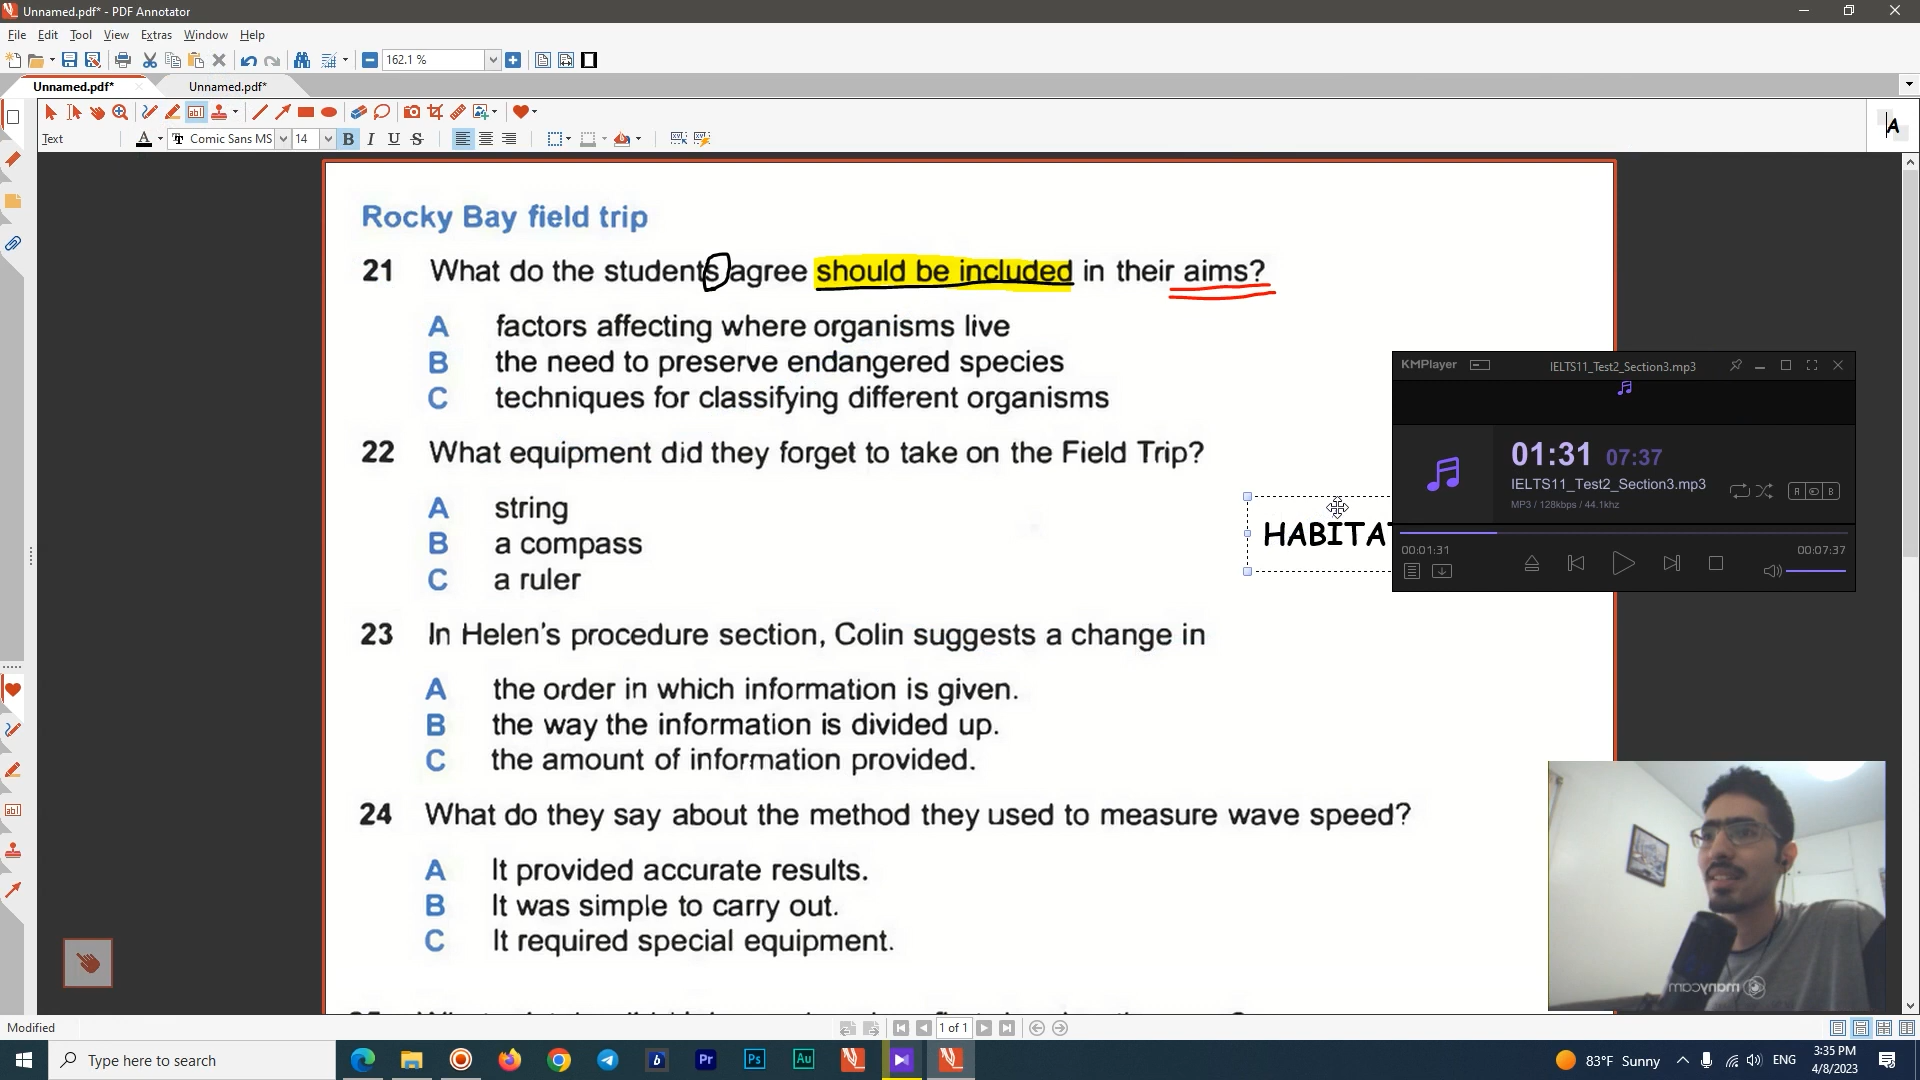 Unnamed.pdf* - PDF Annotator
File Edit Tool View Extras Window Help
162.1 %
Unnamed.pdf* Unnamed.pdf*
Text A Comic Sans MS 14 B I U S
A
Rocky Bay field trip
21 What do the students agree should be included in their aims?
A factors affecting where organisms live
B the need to preserve endangered species
C techniques for classifying different organisms
22 What equipment did they forget to take on the Field Trip?
A string
B a compass
C a ruler
HABITAT
KMPlayer IELTS11_Test2_Section3.mp3
01:31 07:37
IELTS11_Test2_Section3.mp3
MP3 / 128kbps / 44.1khz
00:01:31 00:07:37
23 In Helen's procedure section, Colin suggests a change in
A the order in which information is given.
B the way the information is divided up.
C the amount of information provided.
24 What do they say about the method they used to measure wave speed?
A It provided accurate results.
B It was simple to carry out.
C It required special equipment.
manycam
Modified
1 of 1
Type here to search
83°F Sunny ENG
3:35 PM
4/8/2023